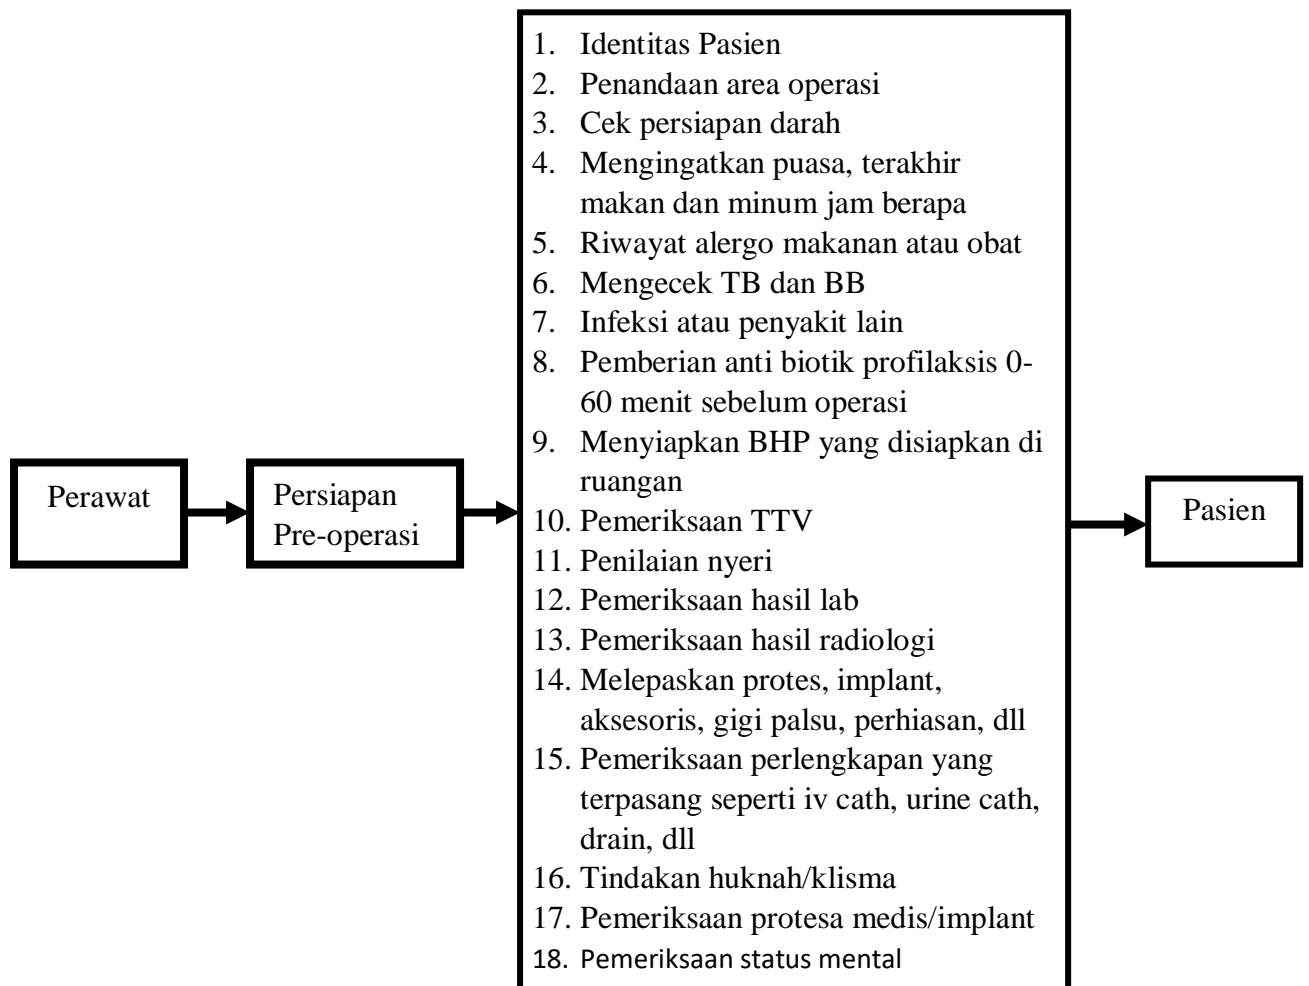 Perawat
Persiapan
Pre-operasi
1. Identitas Pasien
2. Penandaan area operasi
3. Cek persiapan darah
4. Mengingatkan puasa, terakhir
makan dan minum jam berapa
5. Riwayat alergo makanan atau obat
6. Mengecek TB dan BB
7. Infeksi atau penyakit lain
8. Pemberian anti biotik profilaksis 0-
60 menit sebelum operasi
9. Menyiapkan BHP yang disiapkan di
ruangan
10. Pemeriksaan TTV
11. Penilaian nyeri
12. Pemeriksaan hasil lab
13. Pemeriksaan hasil radiologi
14. Melepaskan protes, implant,
aksesoris, gigi palsu, perhiasan, dll
15. Pemeriksaan perlengkapan yang
terpasang seperti iv cath, urine cath,
drain, dll
16. Tindakan huknah/klisma
17. Pemeriksaan protesa medis/implant
18. Pemeriksaan status mental
Pasien